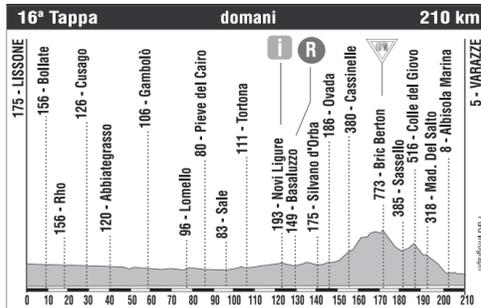 16ª Tappa domani 210 km
175 - LISSONE
156 - Bollate
156 - Rho
126 - Cusago
120 - Abbiategrasso
106 - Gambolò
96 - Lomello
80 - Pieve del Cairo
83 - Sale
111 - Tortona
i
193 - Novi Ligure
R
149 - Basaluzzo
175 - Silvano d'Orba
186 - Ovada
380 - Cassinelle
773 - Bric Berton
385 - Sassello
516 - Colle del Giovo
318 - Mad. Del Salto
8 - Albisola Marina
5 - VARAZZE
0 10 20 30 40 50 60 70 80 90 100 110 120 130 140 150 160 170 180 190 200 210